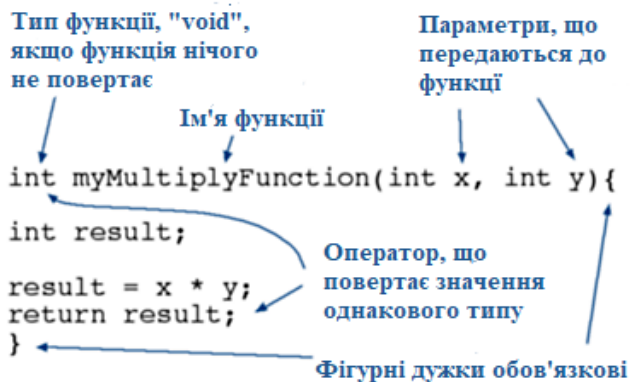 Тип функції, "void",
якщо функція нічого
не повертає
Параметри, що
передаються до
функцї
Ім'я функції
int myMultiplyFunction(int x, int y){
int result;
result = x * y;
return result;
}
Оператор, що
повертає значення
однакового типу
Фігурні дужки обов'язкові